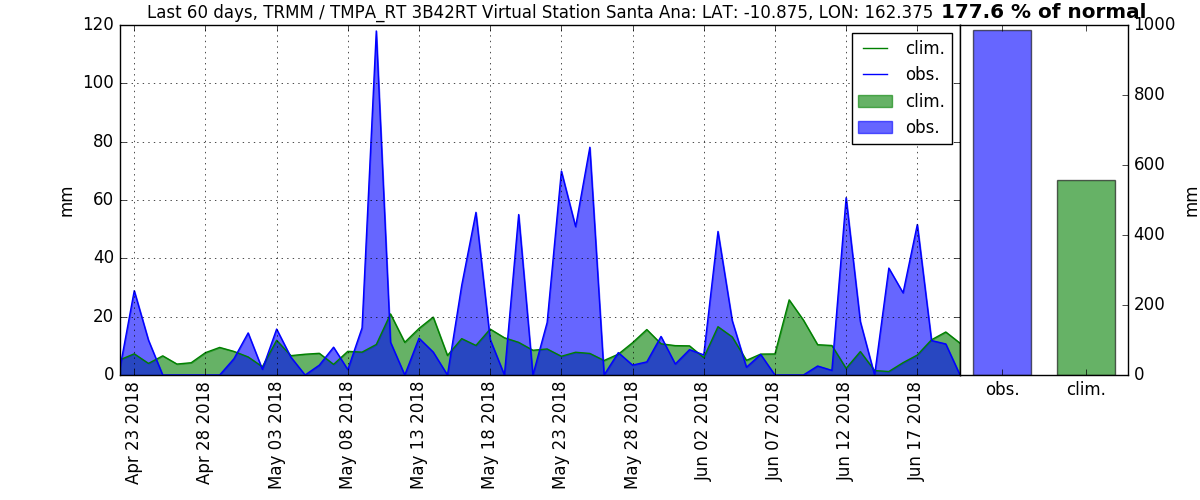 Last 60 days, TRMM / TMPA_RT 3B42RT Virtual Station Santa Ana: LAT: -10.875, LON: 162.375 177.6 % of normal
120
100
80
60
40
20
0
mm
clim.
obs.
clim.
obs.
1000
800
600
400
200
0
mm
obs.
clim.
Apr 23 2018
Apr 28 2018
May 03 2018
May 08 2018
May 13 2018
May 18 2018
May 23 2018
May 28 2018
Jun 02 2018
Jun 07 2018
Jun 12 2018
Jun 17 2018